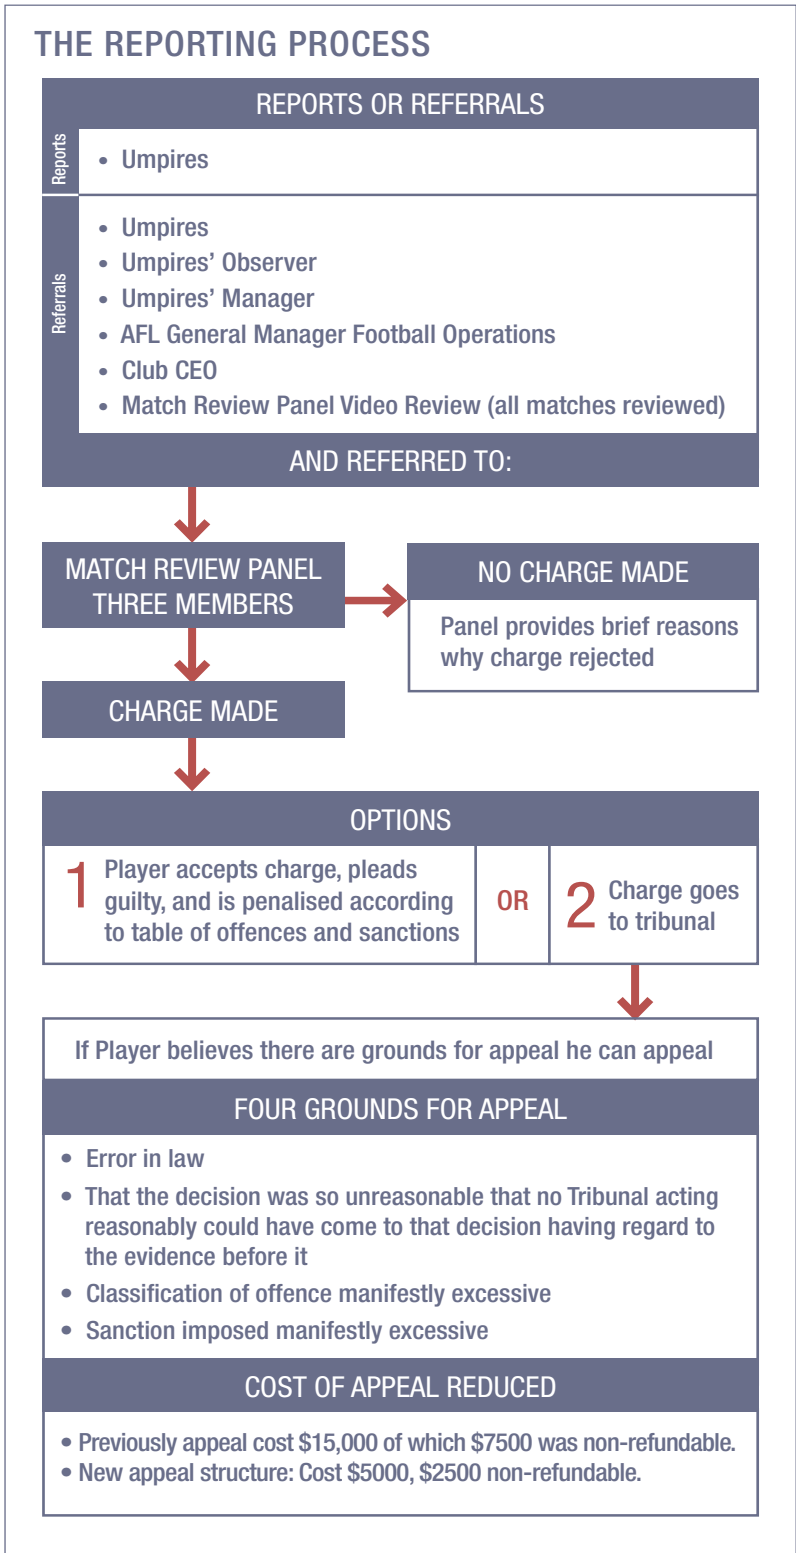 THE REPORTING PROCESS
REPORTS OR REFERRALS
Reports
• Umpires
Referrals
• Umpires
• Umpires’ Observer
• Umpires’ Manager
• AFL General Manager Football Operations
• Club CEO
• Match Review Panel Video Review (all matches reviewed)
AND REFERRED TO:
MATCH REVIEW PANEL
THREE MEMBERS
NO CHARGE MADE
Panel provides brief reasons
why charge rejected
CHARGE MADE
OPTIONS
1 Player accepts charge, pleads
guilty, and is penalised according
to table of offences and sanctions
OR
2 Charge goes
to tribunal
If Player believes there are grounds for appeal he can appeal
FOUR GROUNDS FOR APPEAL
• Error in law
• That the decision was so unreasonable that no Tribunal acting
reasonably could have come to that decision having regard to
the evidence before it
• Classification of offence manifestly excessive
• Sanction imposed manifestly excessive
COST OF APPEAL REDUCED
• Previously appeal cost $15,000 of which $7500 was non-refundable.
• New appeal structure: Cost $5000, $2500 non-refundable.